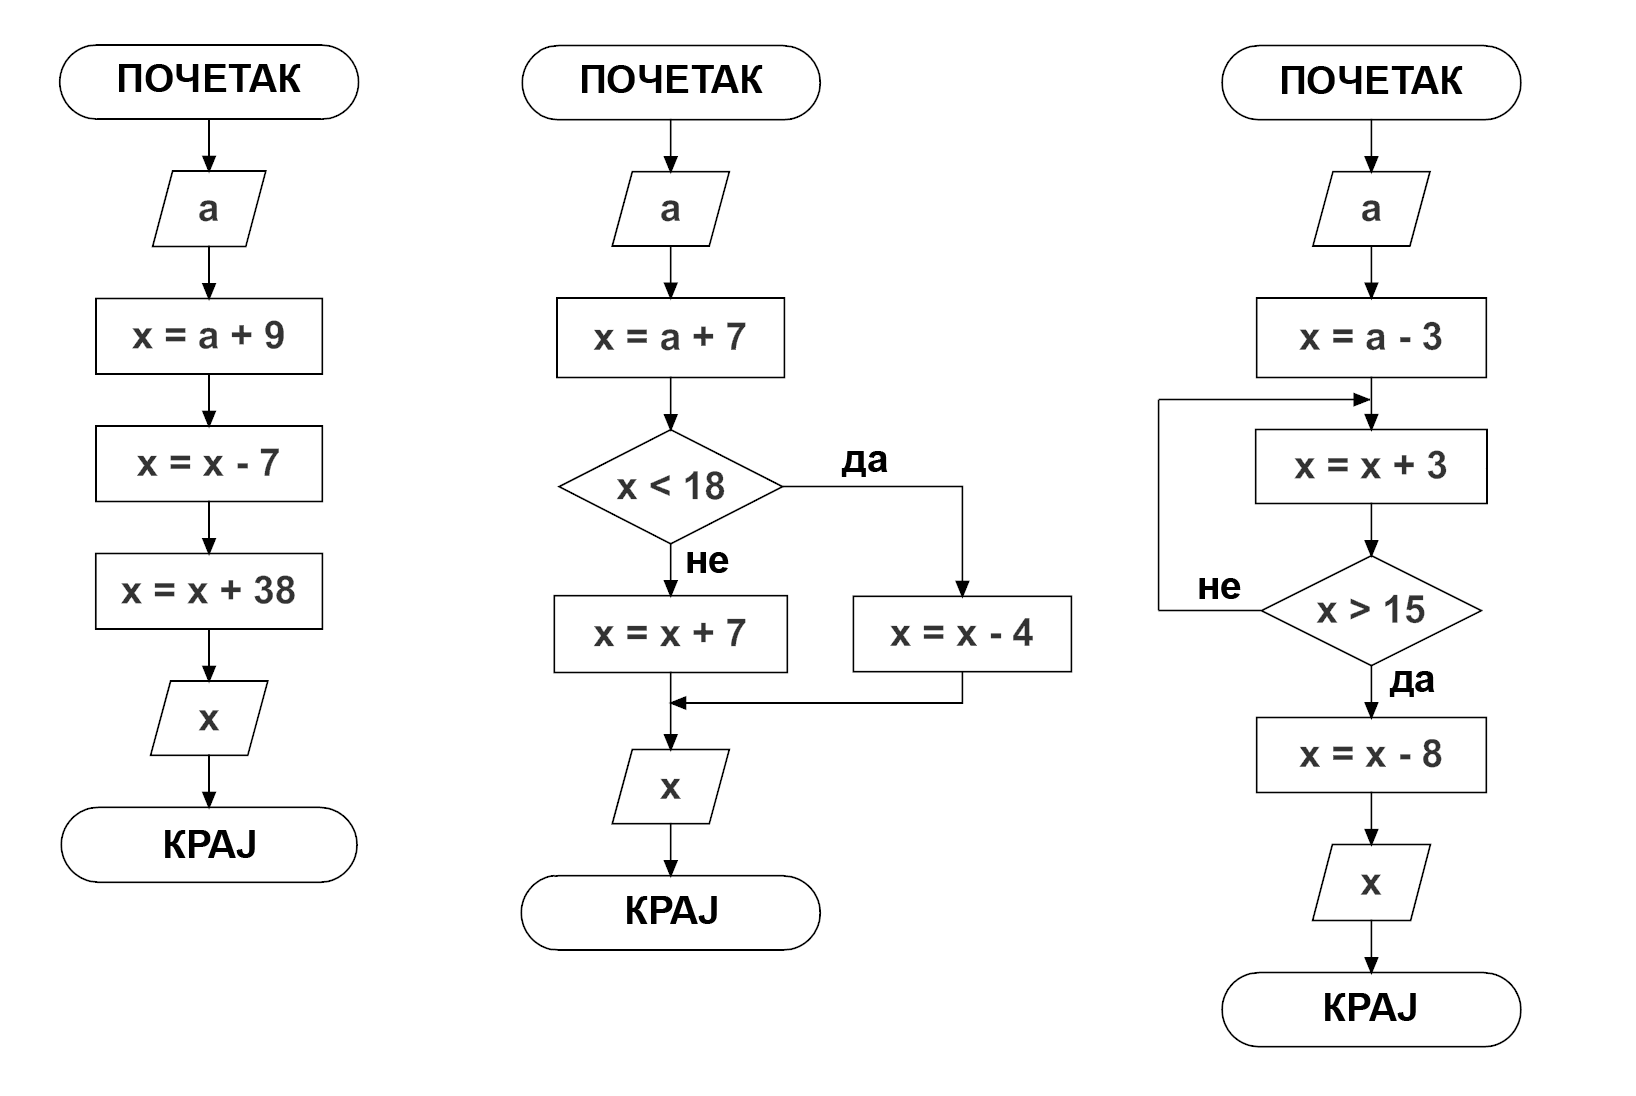 ПОЧЕТАК
a
x = a + 9
x = x - 7
x = x + 38
x
КРАЈ
ПОЧЕТАК
a
x = a + 7
x < 18
да
не
x = x + 7
x = x - 4
x
КРАЈ
ПОЧЕТАК
a
x = a - 3
x = x + 3
x > 15
не
да
x = x - 8
x
КРАЈ